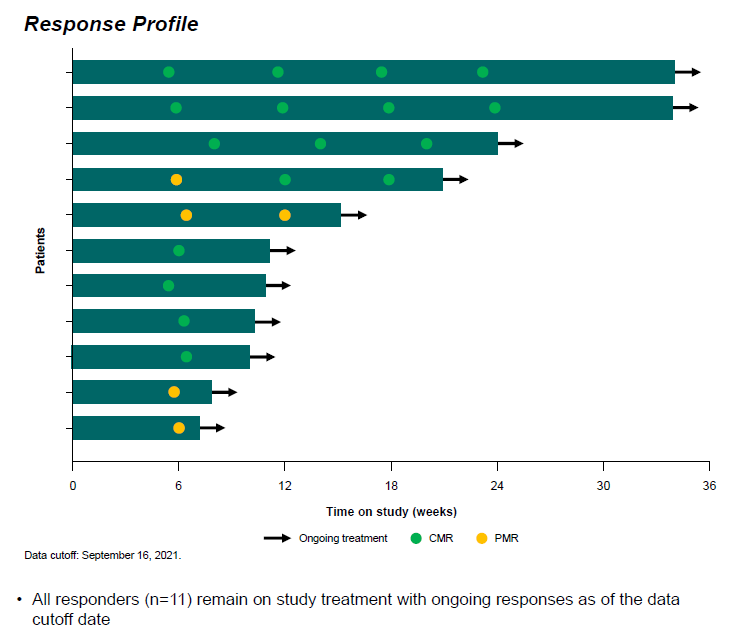 Response Profile
Patients
0 6 12 18 24 30 36
Time on study (weeks)
Ongoing treatment CMR PMR
Data cutoff: September 16, 2021.
• All responders (n=11) remain on study treatment with ongoing responses as of the data
cutoff date